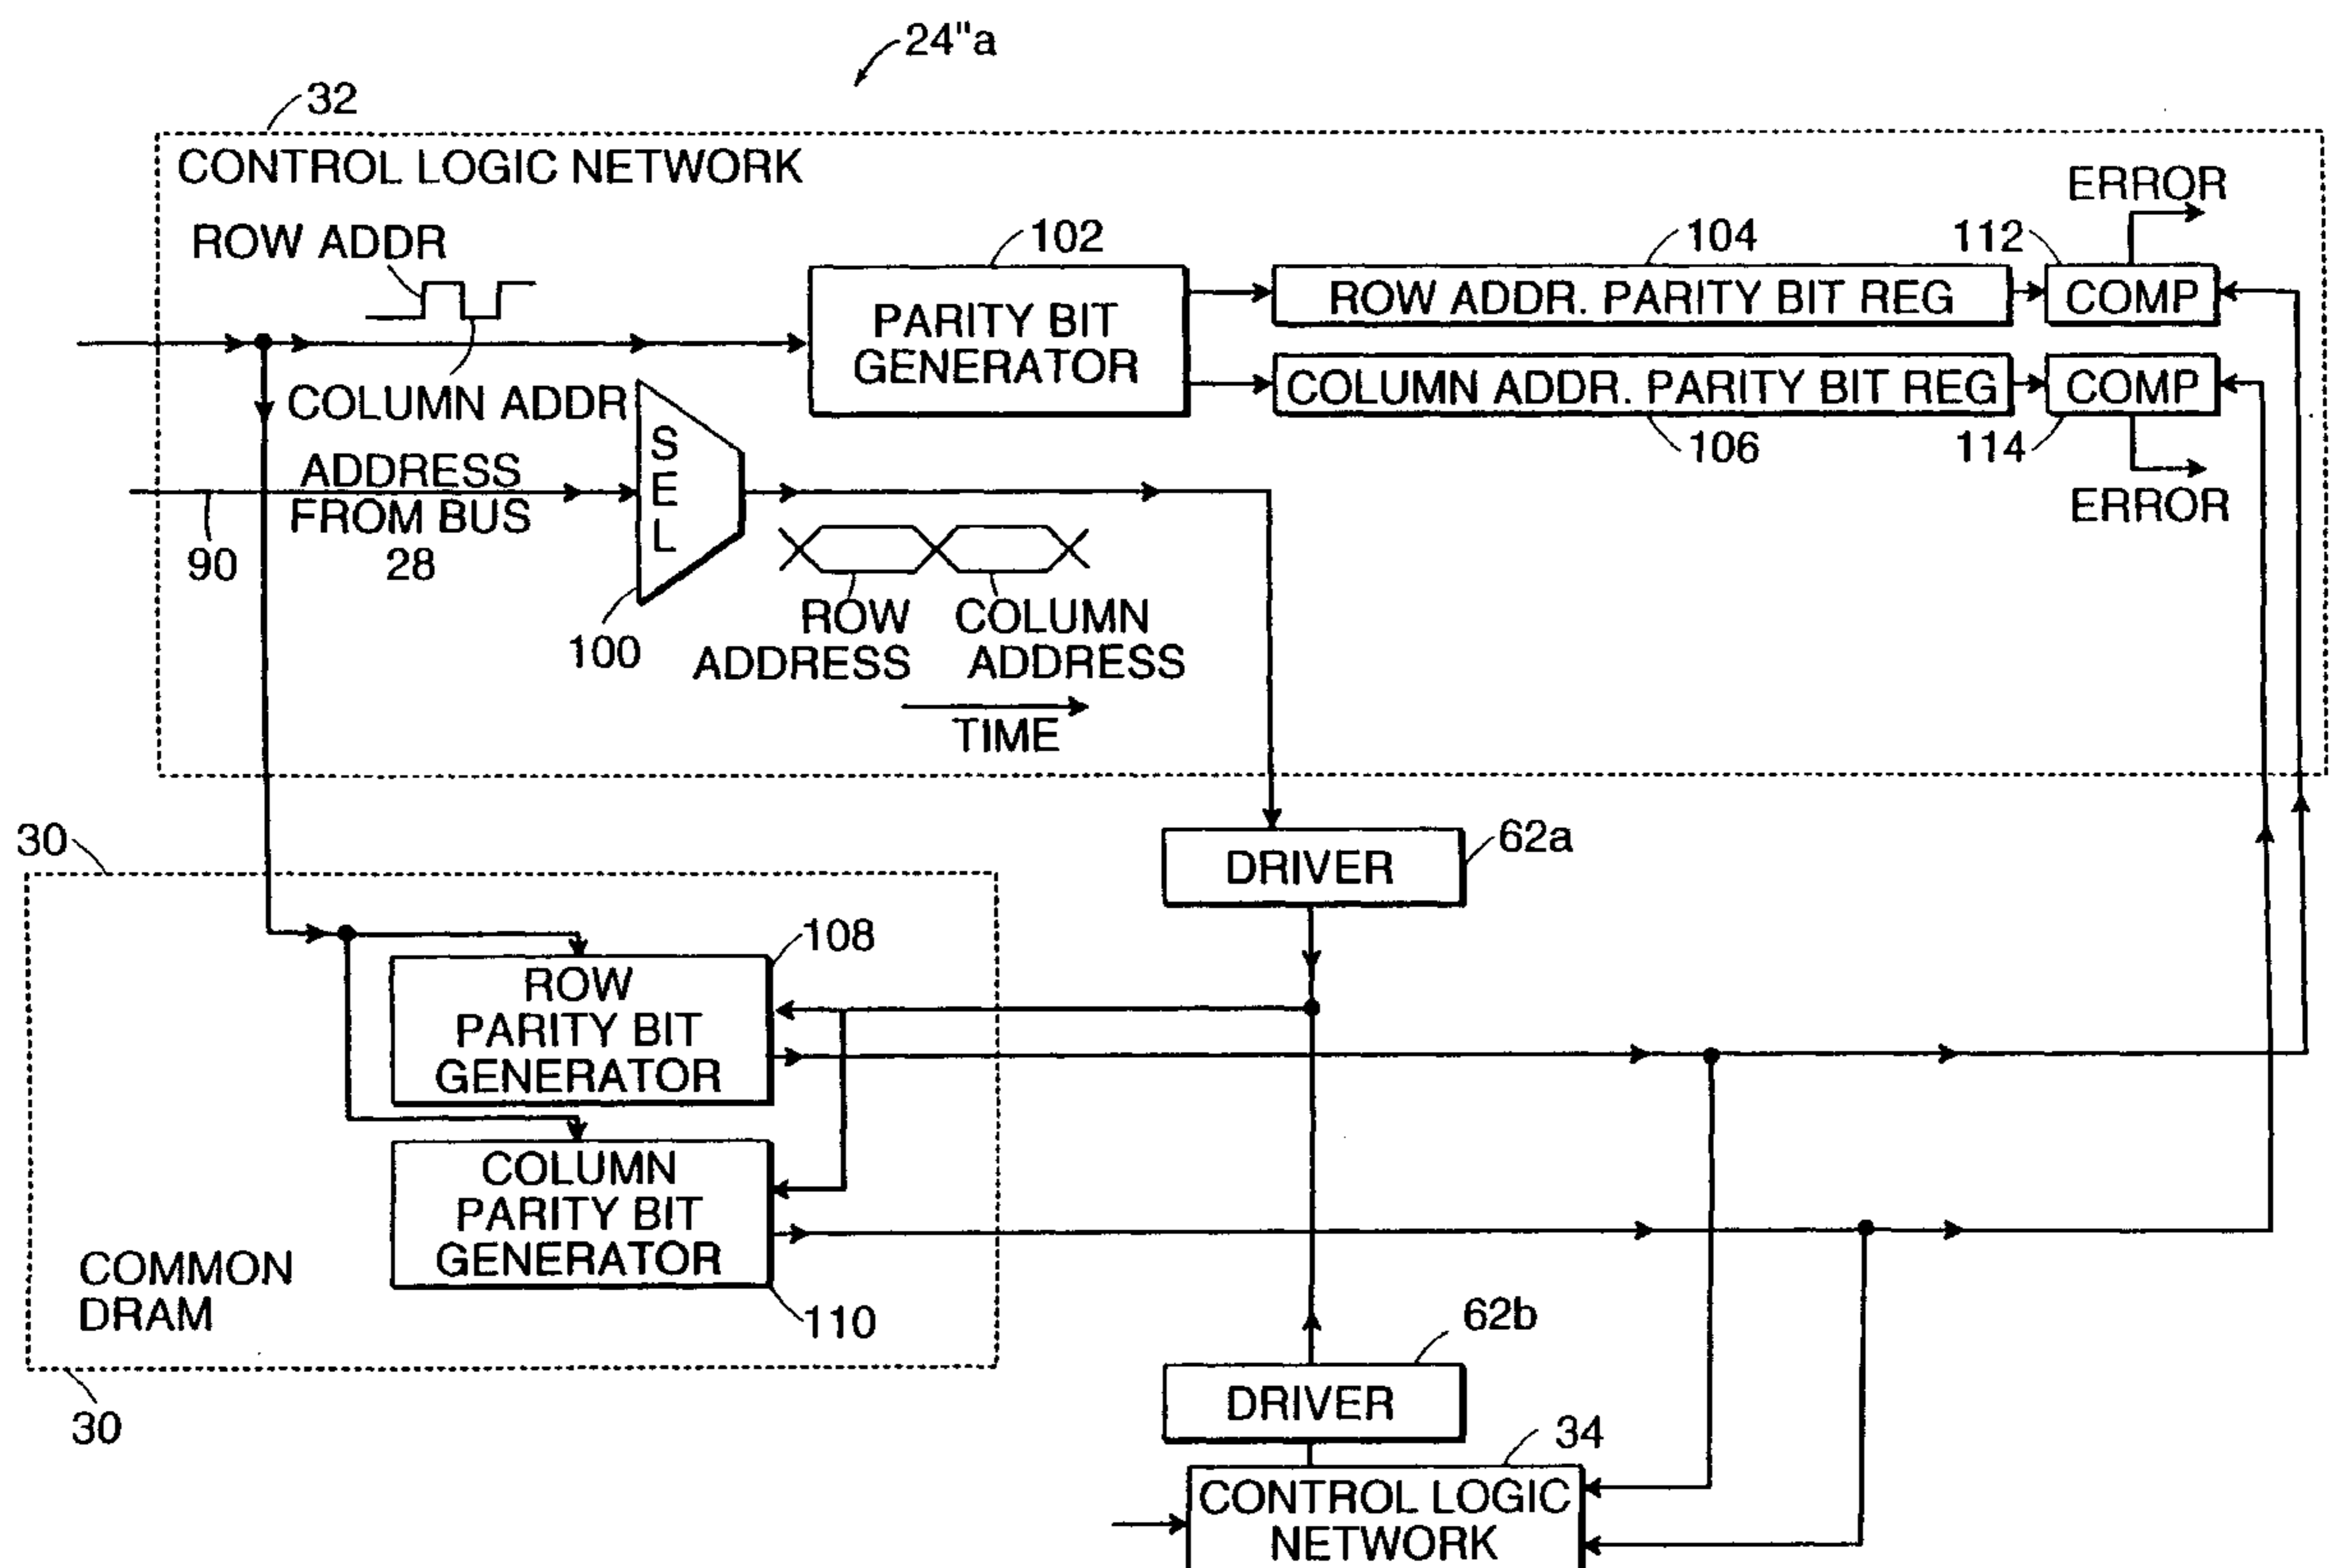 24"a
32
CONTROL LOGIC NETWORK
ERROR
ROW ADDR
102
104
112
PARITY BIT
GENERATOR
ROW ADDR. PARITY BIT REG
COMP
COLUMN ADDR
COLUMN ADDR. PARITY BIT REG
COMP
106
114
ERROR
SEL
ADDRESS
FROM BUS
28
90
100
ROW
ADDRESS
COLUMN
ADDRESS
TIME
30
DRIVER
62a
108
ROW
PARITY BIT
GENERATOR
COLUMN
PARITY BIT
GENERATOR
110
COMMON
DRAM
30
62b
DRIVER
34
CONTROL LOGIC
NETWORK